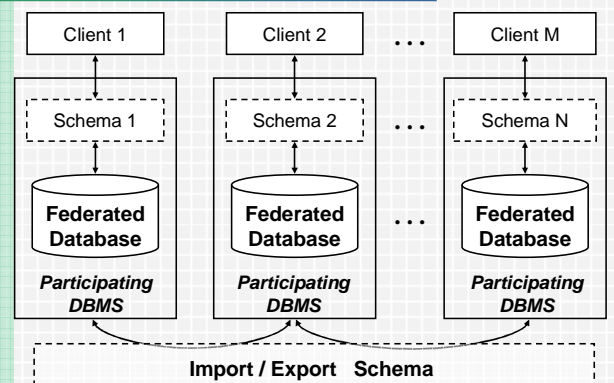 Client 1
Client 2
...
Client M
Schema 1
Schema 2
...
Schema N
Federated
Database
Federated
Database
...
Federated
Database
Participating
DBMS
Participating
DBMS
Participating
DBMS
Import / Export Schema